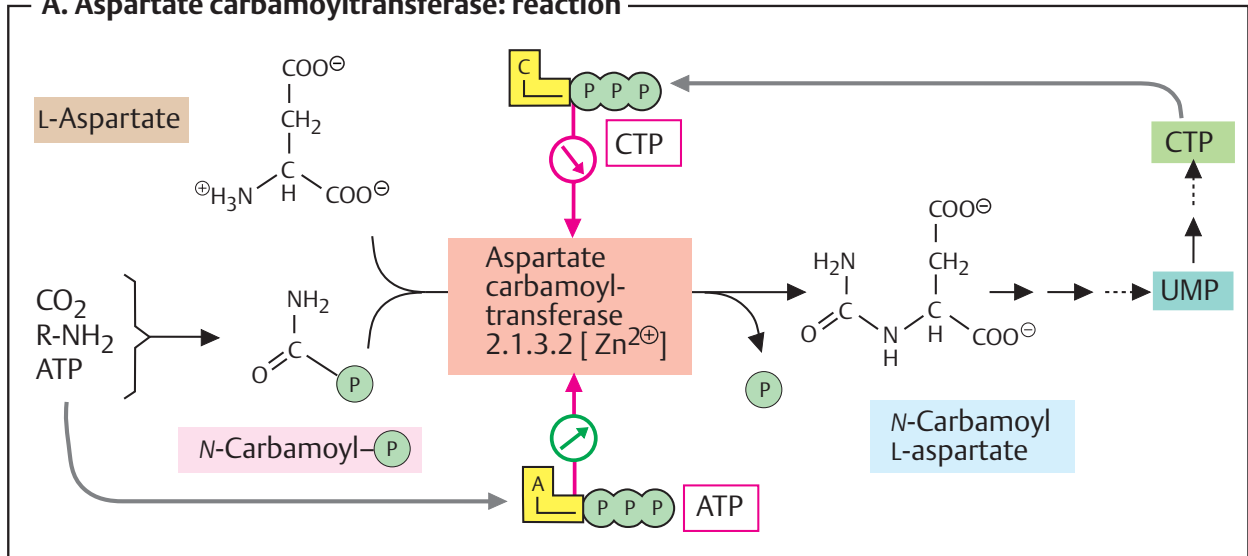 A. Aspartate carbamoyltransferase: reaction
L-Aspartate
COO⊖
CH2
C
H
⊕H3N
COO⊖
C
P P P
CTP
CTP
CO2
R-NH2
ATP
NH2
C
O
P
N-Carbamoyl–P
Aspartate
carbamoyl-
transferase
2.1.3.2 [ Zn2⊕]
P
COO⊖
H2N
CH2
C
O
N
H
C
H
COO⊖
UMP
N-Carbamoyl
L-aspartate
A
P P P
ATP